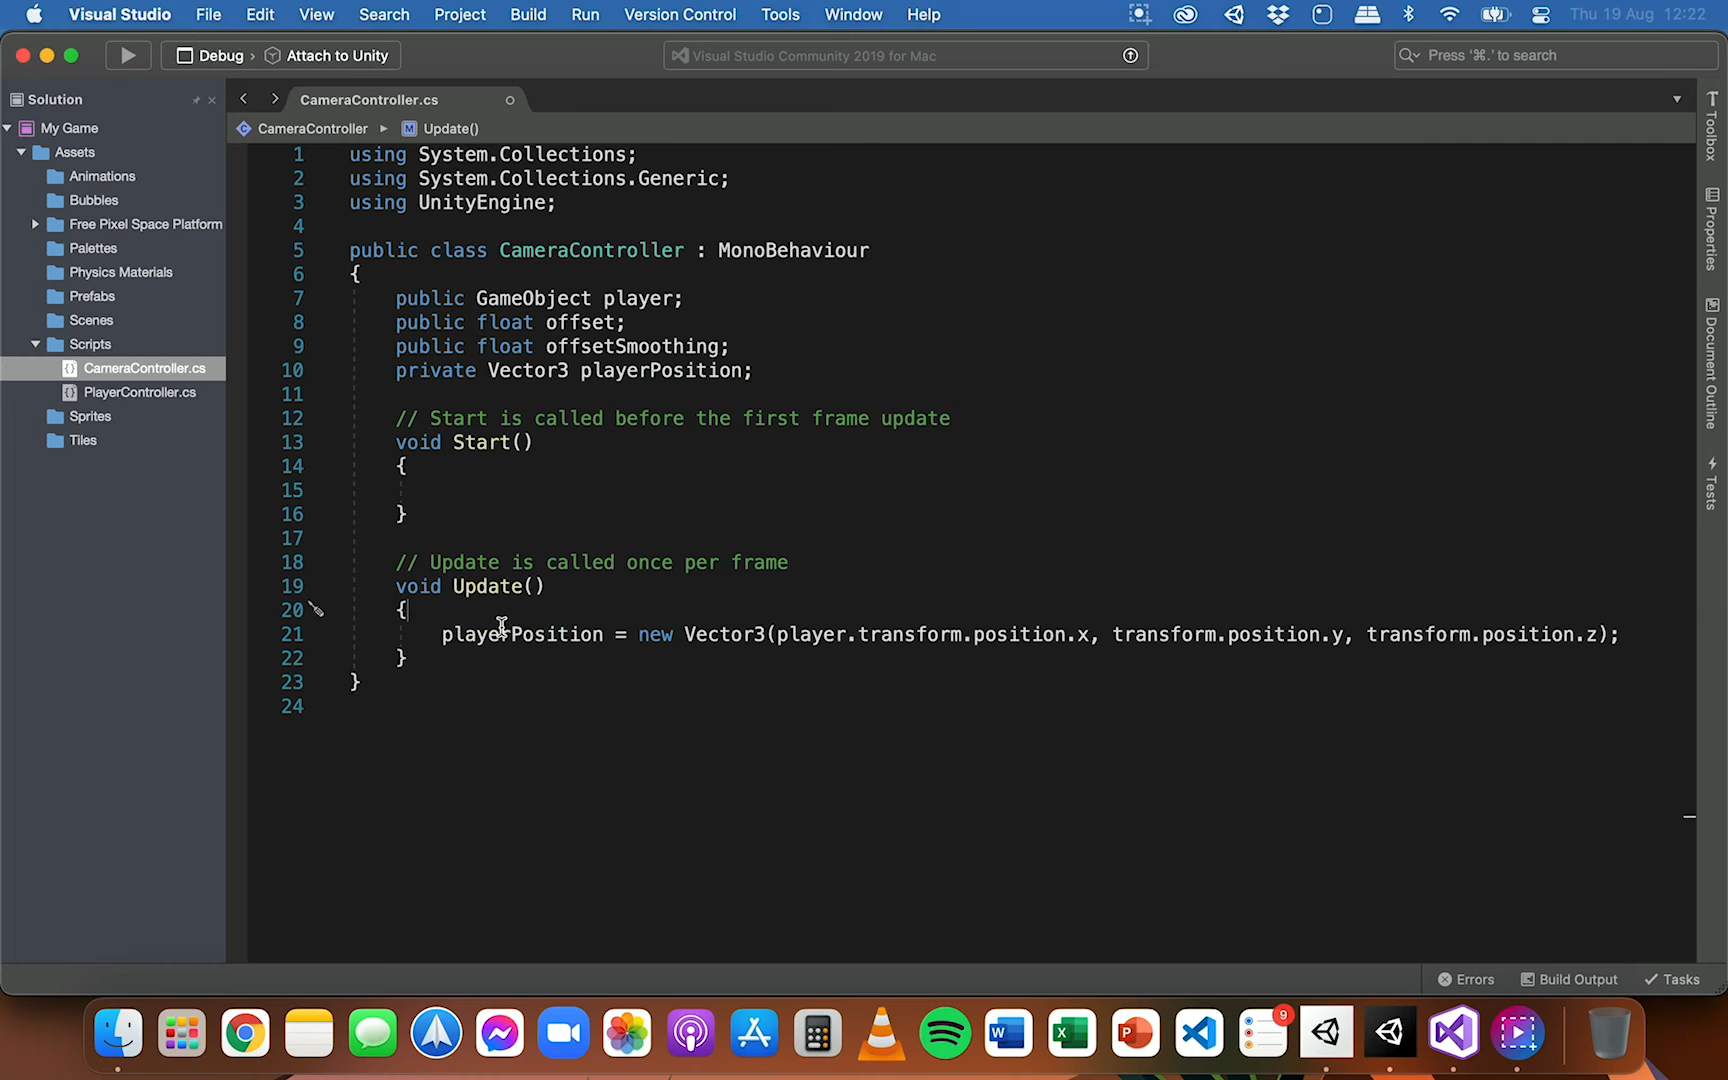 Visual Studio File Edit View Search Project Build Run Version Control Tools Window Help Thu 19 Aug 12:22
Debug › Attach to Unity Visual Studio Community 2019 for Mac Press '⌘.' to search
Solution
My Game
Assets
Animations
Bubbles
Free Pixel Space Platform
Palettes
Physics Materials
Prefabs
Scenes
Scripts
CameraController.cs
PlayerController.cs
Sprites
Tiles
CameraController.cs
CameraController Update()
1 using System.Collections;
2 using System.Collections.Generic;
3 using UnityEngine;
4
5 public class CameraController : MonoBehaviour
6 {
7 public GameObject player;
8 public float offset;
9 public float offsetSmoothing;
10 private Vector3 playerPosition;
11
12 // Start is called before the first frame update
13 void Start()
14 {
15
16 }
17
18 // Update is called once per frame
19 void Update()
20 {
21 playerPosition = new Vector3(player.transform.position.x, transform.position.y, transform.position.z);
22 }
23 }
24
Toolbox
Properties
Document Outline
Tests
Errors Build Output Tasks
9